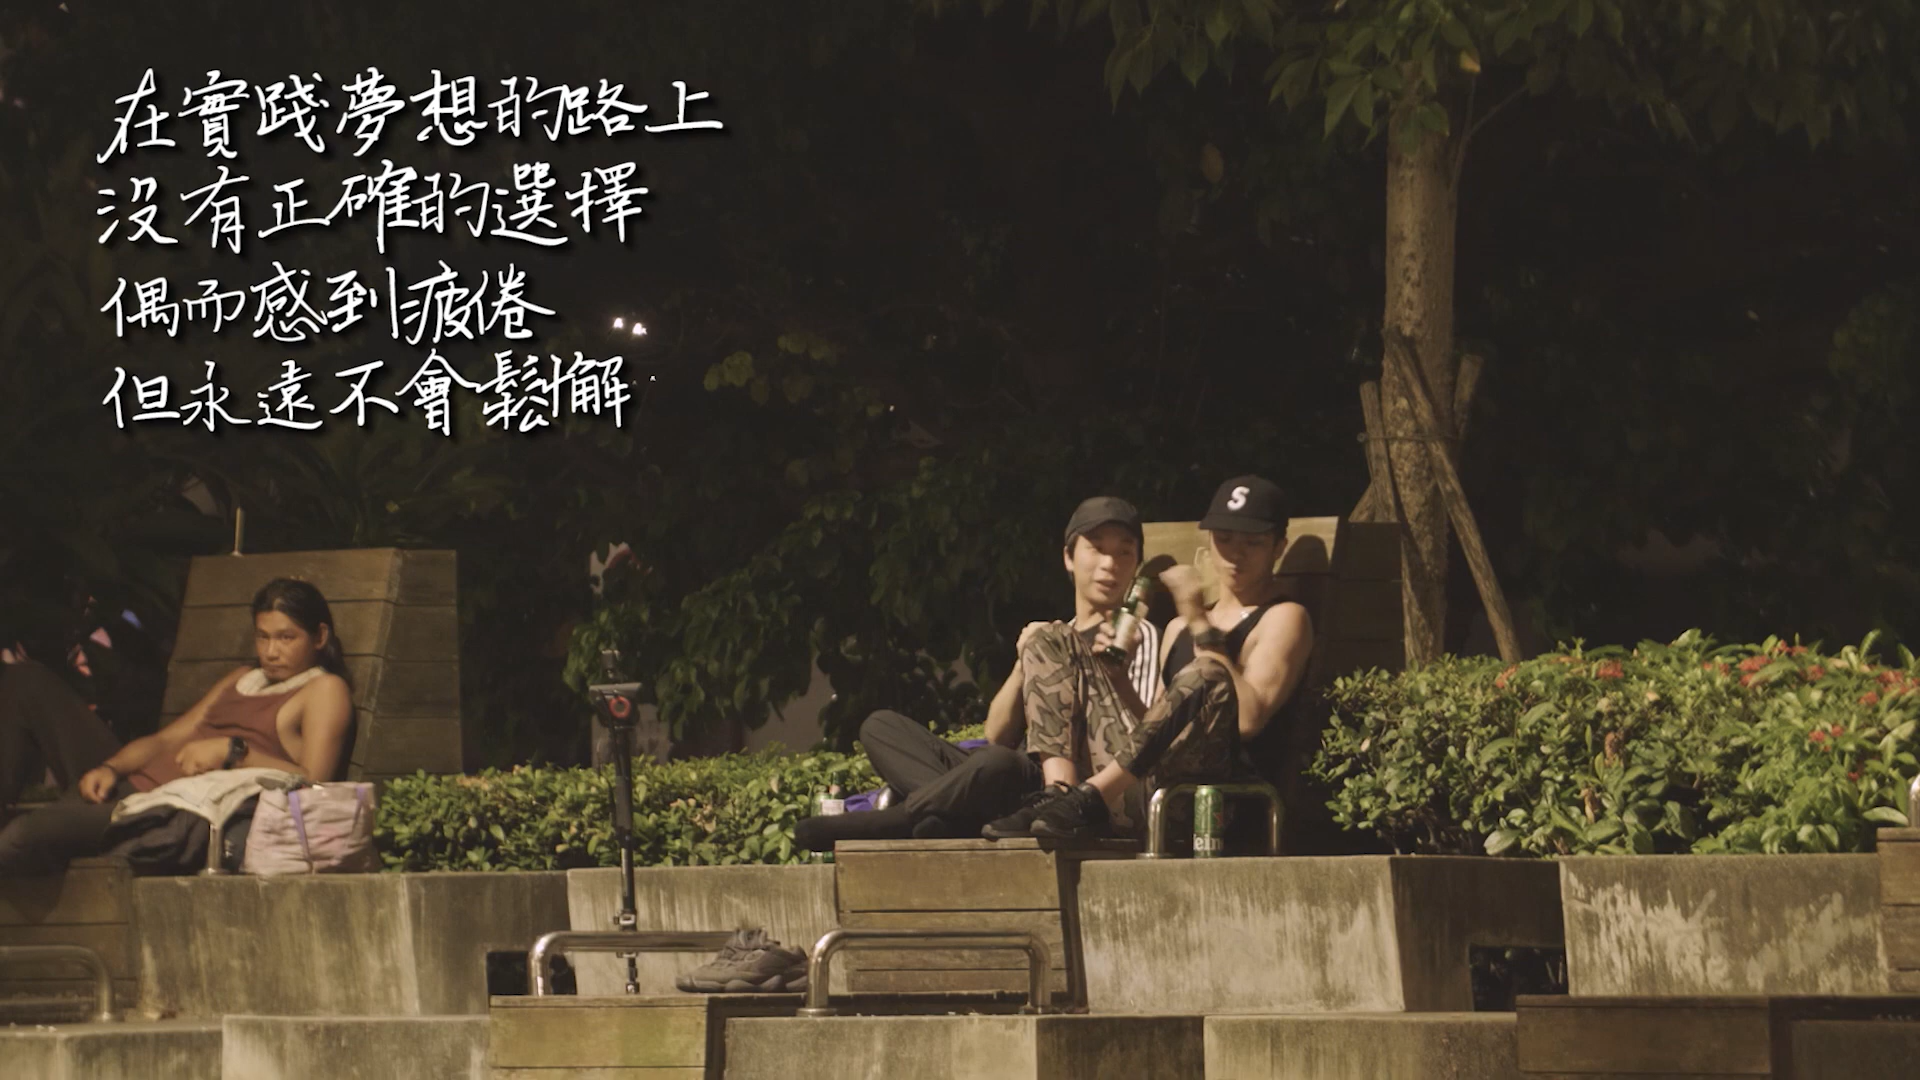 在實踐夢想的路上
沒有正確的選擇
偶而感到疲倦
但永遠不會鬆懈
S
Hein